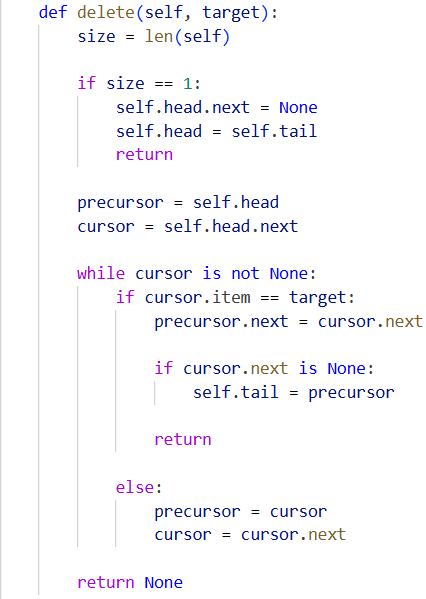 def delete(self, target):
    size = len(self)

    if size == 1:
        self.head.next = None
        self.head = self.tail
        return

    precursor = self.head
    cursor = self.head.next

    while cursor is not None:
        if cursor.item == target:
            precursor.next = cursor.next

            if cursor.next is None:
                self.tail = precursor

            return

        else:
            precursor = cursor
            cursor = cursor.next

    return None